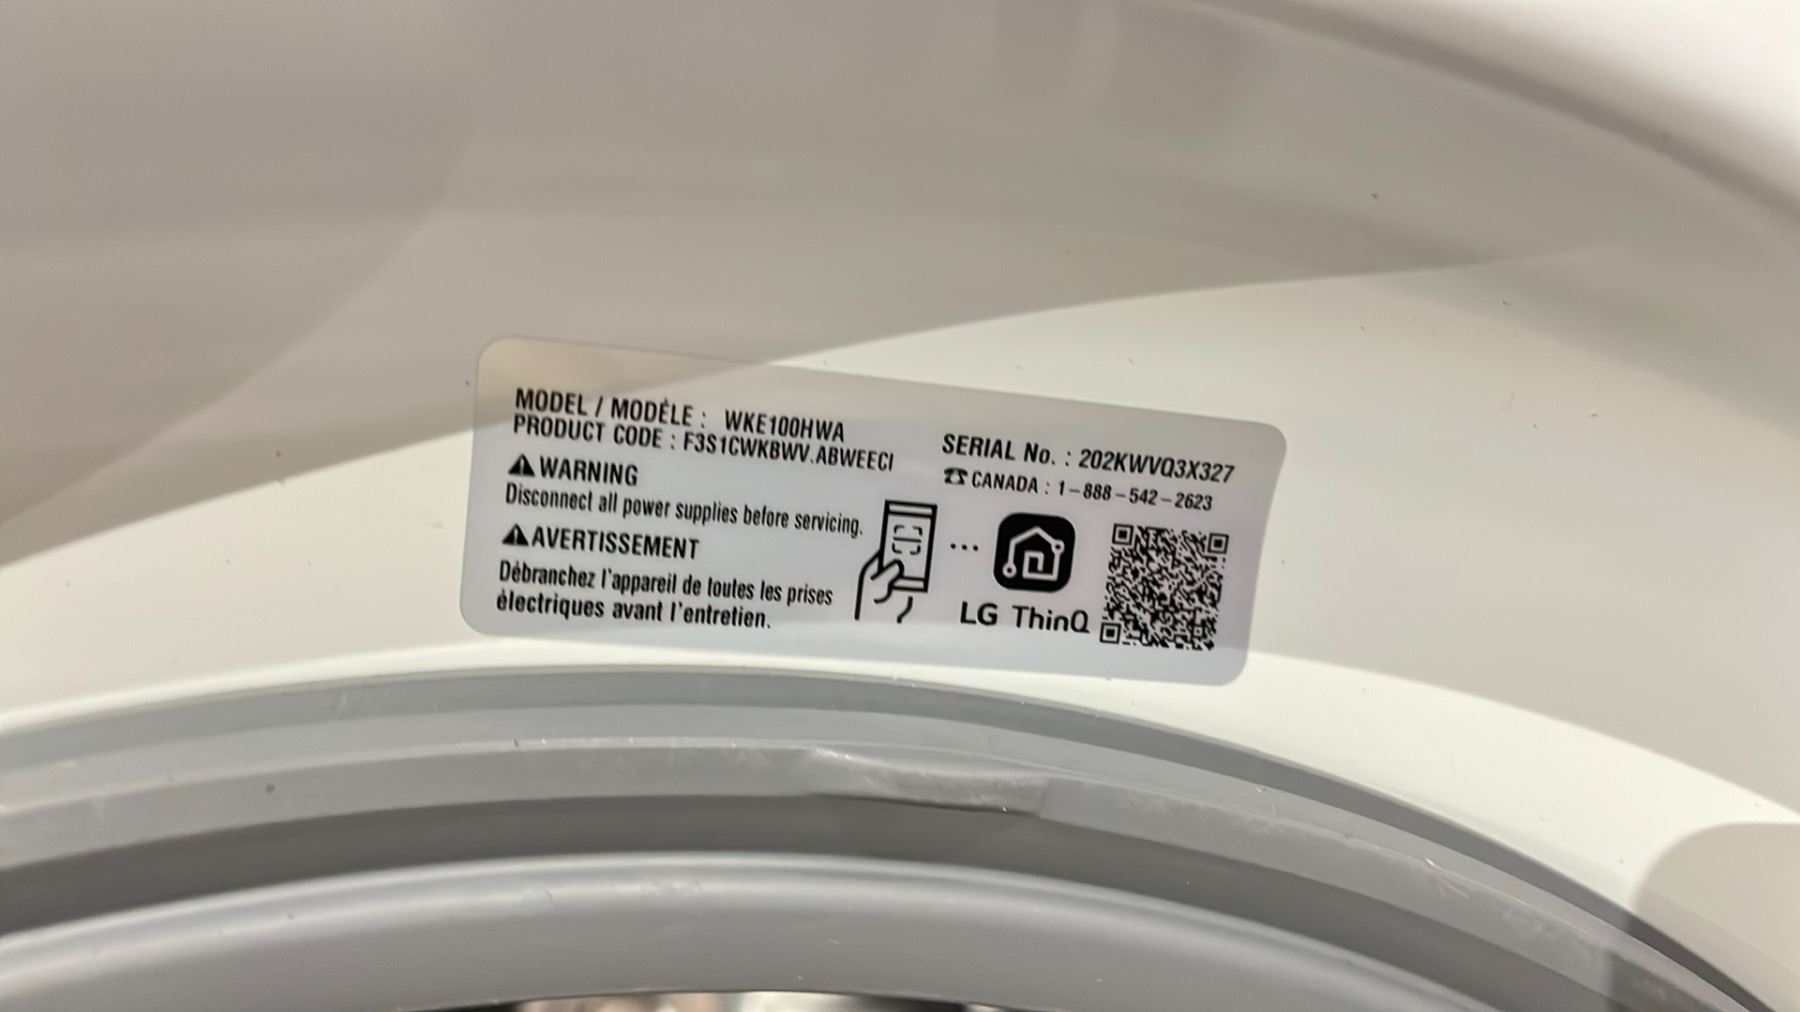 MODEL / MODÈLE : WKE100HWA
PRODUCT CODE : F3S1CWKBWV.ABWEECI
SERIAL No. : 202KWVQ3X327
☎ CANADA : 1-888-542-2623
⚠ WARNING
Disconnect all power supplies before servicing.
⚠ AVERTISSEMENT
Débranchez l'appareil de toutes les prises
électriques avant l'entretien.
...
LG ThinQ